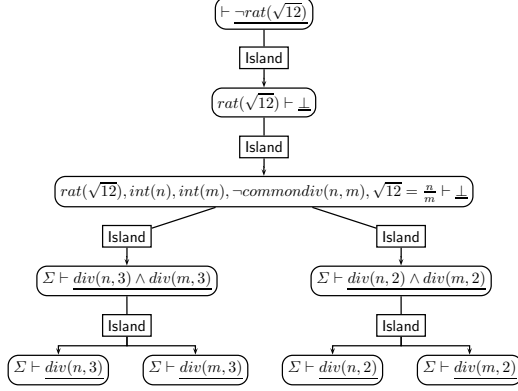 ⊢ ¬rat(√12)
Island
rat(√12) ⊢ ⊥
Island
rat(√12), int(n), int(m), ¬commondiv(n, m), √12 = n/m ⊢ ⊥
Island Island
Σ ⊢ div(n, 3) ∧ div(m, 3) Σ ⊢ div(n, 2) ∧ div(m, 2)
Island Island
Σ ⊢ div(n, 3) Σ ⊢ div(m, 3) Σ ⊢ div(n, 2) Σ ⊢ div(m, 2)